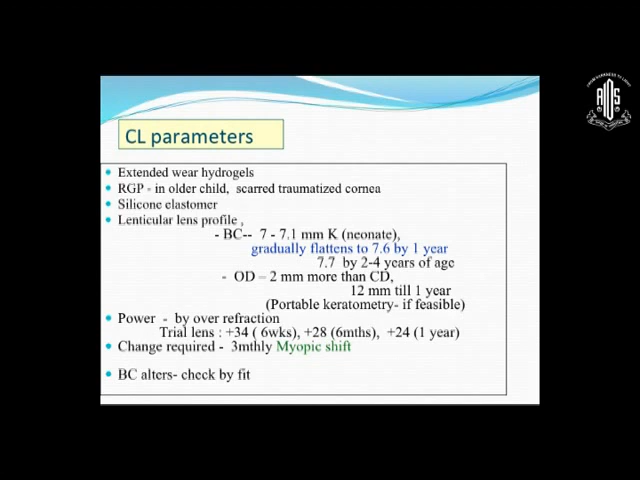 CL parameters
Extended wear hydrogels
RGP - in older child, scarred traumatized cornea
Silicone elastomer
Lenticular lens profile ,
- BC-- 7 - 7.1 mm K (neonate),
gradually flattens to 7.6 by 1 year
7.7 by 2-4 years of age
- OD – 2 mm more than CD,
12 mm till 1 year
(Portable keratometry- if feasible)
Power - by over refraction
Trial lens : +34 ( 6wks), +28 (6mths), +24 (1 year)
Change required - 3mthly Myopic shift
BC alters- check by fit